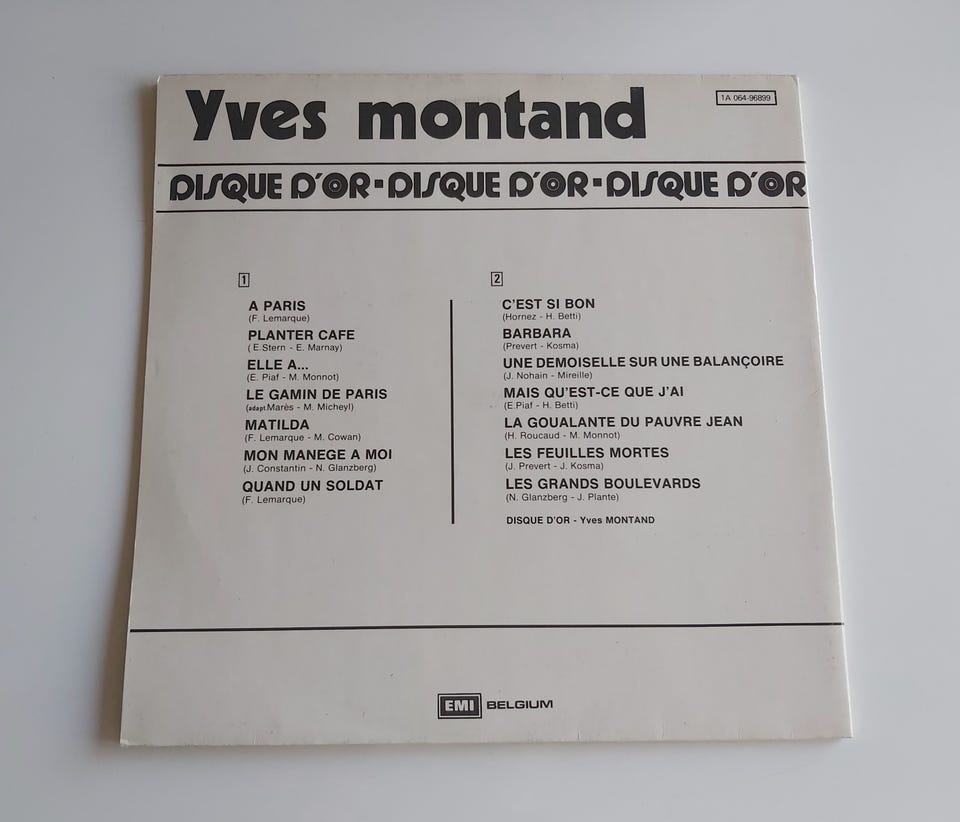 Yves montand
1A 064-96899
DISQUE D'OR - DISQUE D'OR - DISQUE D'OR
1
A PARIS
(F. Lemarque)
PLANTER CAFE
( E.Stern - E. Marnay)
ELLE A...
(E. Piaf - M. Monnot)
LE GAMIN DE PARIS
(adapt.Marès - M. Micheyl)
MATILDA
(F. Lemarque - M. Cowan)
MON MANEGE A MOI
(J. Constantin - N. Glanzberg)
QUAND UN SOLDAT
(F. Lemarque)
2
C'EST SI BON
(Hornez - H. Betti)
BARBARA
(Prevert - Kosma)
UNE DEMOISELLE SUR UNE BALANÇOIRE
(J. Nohain - Mireille)
MAIS QU'EST-CE QUE J'AI
(E.Piaf - H. Betti)
LA GOUALANTE DU PAUVRE JEAN
(H. Roucaud - M. Monnot)
LES FEUILLES MORTES
(J. Prevert - J. Kosma)
LES GRANDS BOULEVARDS
(N. Glanzberg - J. Plante)
DISQUE D'OR - Yves MONTAND
EMI BELGIUM